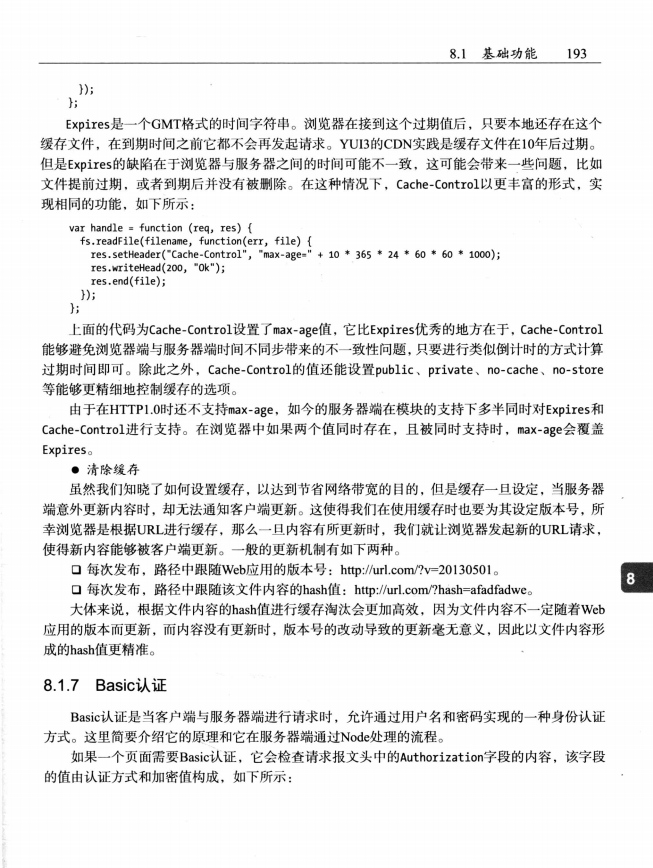 8.1 基础功能 193
});
};
Expires是一个GMT格式的时间字符串。浏览器在接到这个过期值后，只要本地还存在这个
缓存文件，在到期时间之前它都不会再发起请求。YUI3的CDN实践是缓存文件在10年后过期。
但是Expires的缺陷在于浏览器与服务器之间的时间可能不一致，这可能会带来一些问题，比如
文件提前过期，或者到期后并没有被删除。在这种情况下，Cache-Control以更丰富的形式，实
现相同的功能，如下所示：
var handle = function (req, res) {
fs.readFile(filename, function(err, file) {
res.setHeader("Cache-Control", "max-age=" + 10 * 365 * 24 * 60 * 60 * 1000);
res.writeHead(200, "Ok");
res.end(file);
});
};
上面的代码为Cache-Control设置了max-age值，它比Expires优秀的地方在于，Cache-Control
能够避免浏览器端与服务器端时间不同步带来的不一致性问题，只要进行类似倒计时的方式计算
过期时间即可。除此之外，Cache-Control的值还能设置public、private、no-cache、no-store
等能够更精细地控制缓存的选项。
由于在HTTP1.0时还不支持max-age，如今的服务器端在模块的支持下多半同时对Expires和
Cache-Control进行支持。在浏览器中如果两个值同时存在，且被同时支持时，max-age会覆盖
Expires。
● 清除缓存
虽然我们知晓了如何设置缓存，以达到节省网络带宽的目的，但是缓存一旦设定，当服务器
端意外更新内容时，却无法通知客户端更新。这使得我们在使用缓存时也要为其设定版本号，所
幸浏览器是根据URL进行缓存，那么一旦内容有所更新时，我们就让浏览器发起新的URL请求，
使得新内容能够被客户端更新。一般的更新机制有如下两种。
❑ 每次发布，路径中跟随Web应用的版本号：http://url.com/?v=20130501。
❑ 每次发布，路径中跟随该文件内容的hash值：http://url.com/?hash=afadfadwe。
8
大体来说，根据文件内容的hash值进行缓存淘汰会更加高效，因为文件内容不一定随着Web
应用的版本而更新，而内容没有更新时，版本号的改动导致的更新毫无意义，因此以文件内容形
成的hash值更精准。
8.1.7 Basic认证
Basic认证是当客户端与服务器端进行请求时，允许通过用户名和密码实现的一种身份认证
方式。这里简要介绍它的原理和它在服务器端通过Node处理的流程。
如果一个页面需要Basic认证，它会检查请求报文头中的Authorization字段的内容，该字段
的值由认证方式和加密值构成，如下所示：